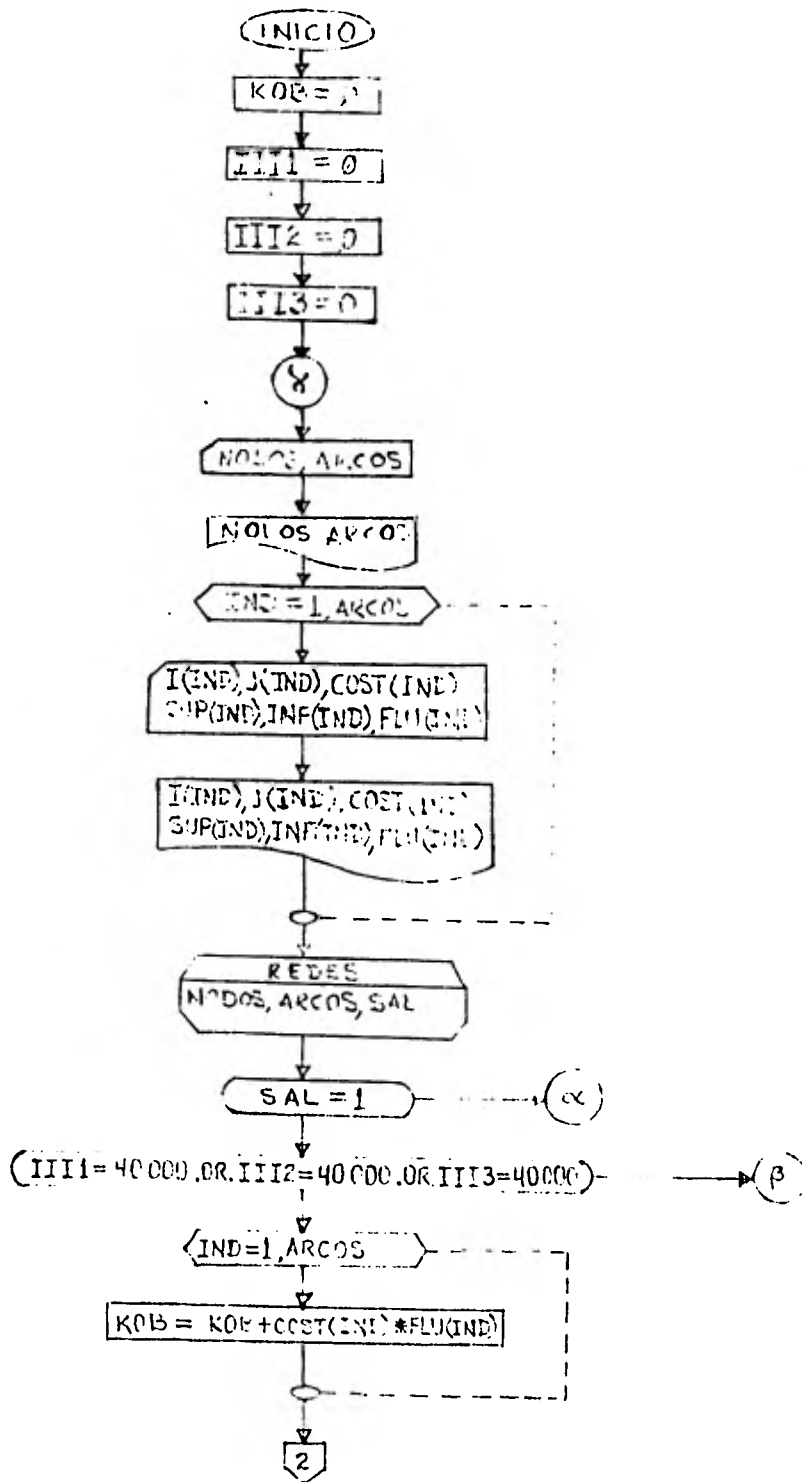 INICIO
KOB = 0
III1 = 0
III2 = 0
III3 = 0
γ
NODOS, ARCOS
NODOS ARCOS
IND = 1, ARCOS
I(IND), J(IND), COST(IND)
SUP(IND), INF(IND), FLU(IND)
I(IND), J(IND), COST(IND)
SUP(IND), INF(IND), FLU(IND)
REDES
NODOS, ARCOS, SAL
SAL = 1
α
(III1=40000.OR.III2=40000.OR.III3=40000)
β
IND=1, ARCOS
KOB = KOB+COST(IND)*FLU(IND)
2